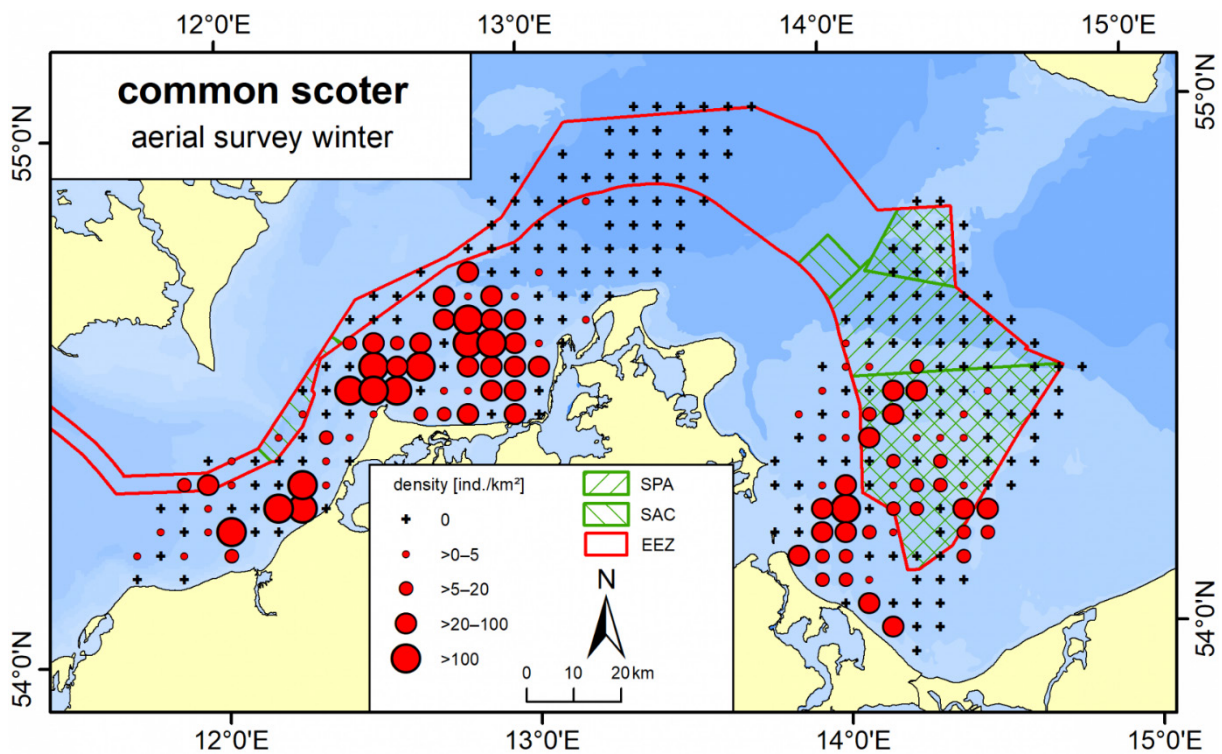 12°0'E 13°0'E 14°0'E 15°0'E
common scoter
aerial survey winter
55°0'N
55°0'N
density [ind./km²]
0
>0–5
>5–20
>20–100
>100
SPA
SAC
EEZ
N
0 10 20 km
54°0'N
54°0'N
12°0'E 13°0'E 14°0'E 15°0'E